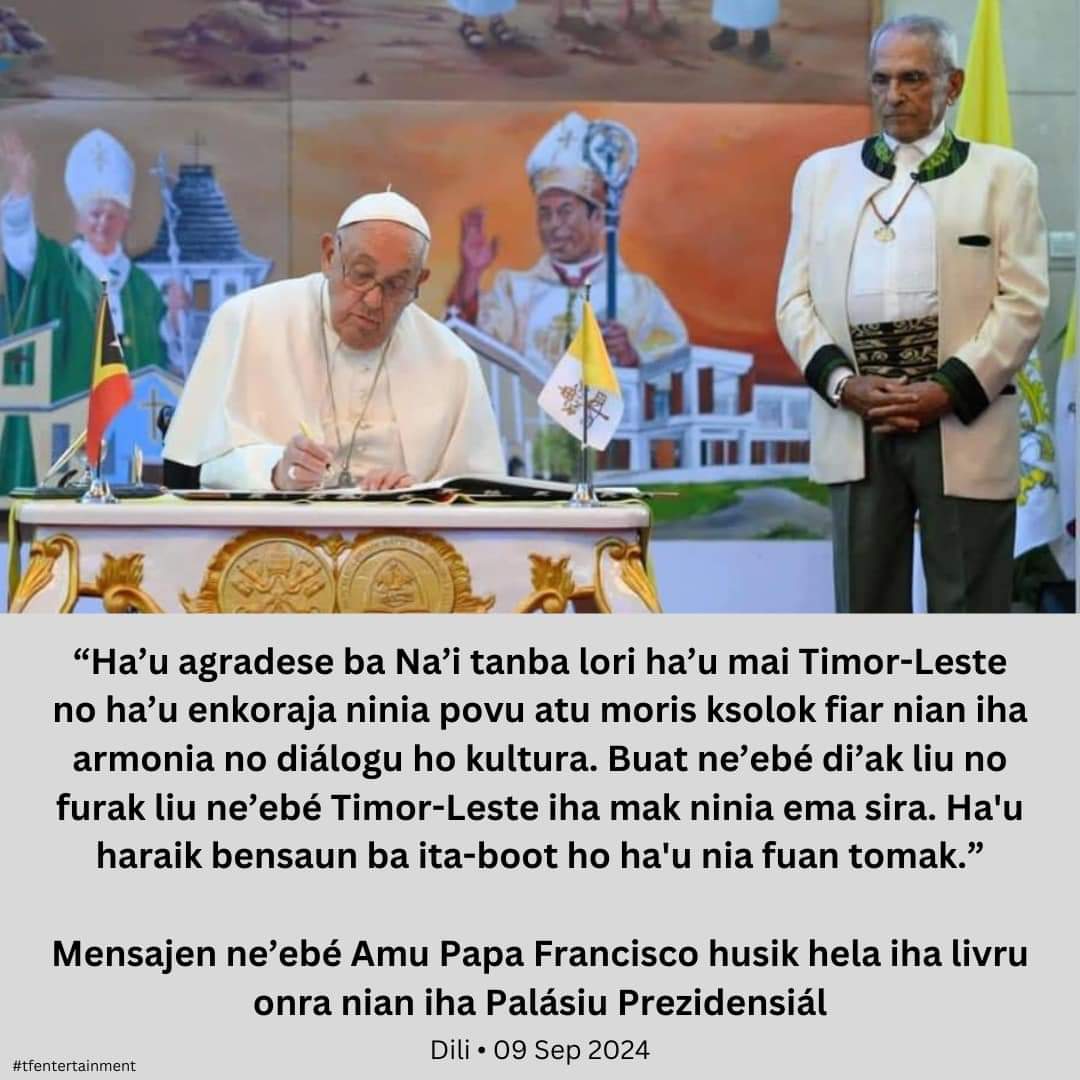 “Ha’u agradese ba Na’i tanba lori ha’u mai Timor-Leste
no ha’u enkoraja ninia povu atu moris ksolok fiar nian iha
armonia no diálogu ho kultura. Buat ne’ebé di’ak liu no
furak liu ne’ebé Timor-Leste iha mak ninia ema sira. Ha'u
haraik bensaun ba ita-boot ho ha'u nia fuan tomak.”
Mensajen ne’ebé Amu Papa Francisco husik hela iha livru
onra nian iha Palásiu Prezidensiál
Dili • 09 Sep 2024
#tfentertainment